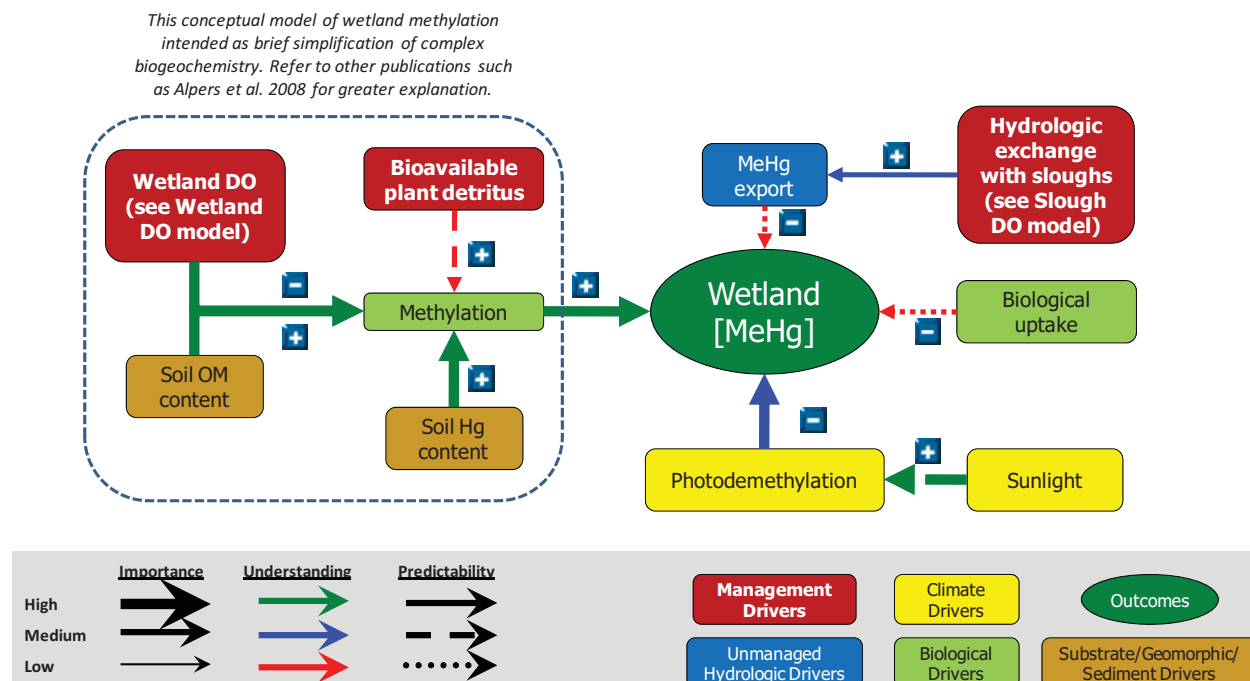 This conceptual model of wetland methylation
intended as brief simplification of complex
biogeochemistry. Refer to other publications such
as Alpers et al. 2008 for greater explanation.
Wetland DO
(see Wetland
DO model)
Bioavailable
plant detritus
MeHg
export
+
Hydrologic
exchange
with sloughs
(see Slough
DO model)
−
+
−
Methylation
+
+
Wetland
[MeHg]
−
Biological
uptake
Soil OM
content
+
Soil Hg
content
−
Photodemethylation
+
Sunlight
Importance
Understanding
Predictability
High
Medium
Low
Management
Drivers
Climate
Drivers
Outcomes
Unmanaged
Hydrologic Drivers
Biological
Drivers
Substrate/Geomorphic/
Sediment Drivers